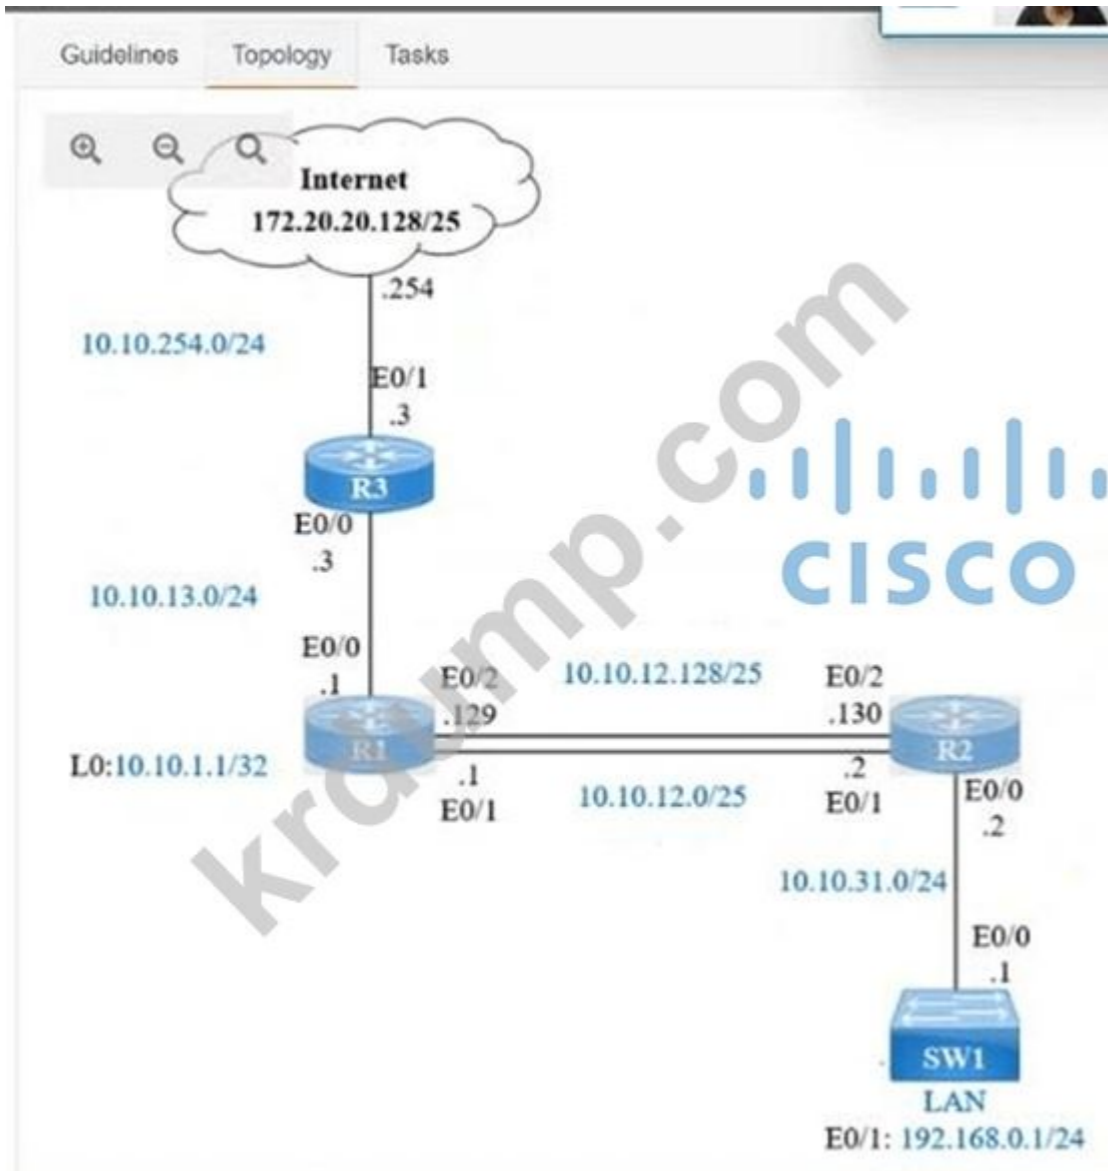 Guidelines Topology Tasks
Internet
172.20.20.128/25
.254
10.10.254.0/24
E0/1
.3
R3
E0/0
.3
10.10.13.0/24
E0/0
.1
E0/2
.129
10.10.12.128/25
E0/2
.130
R1
L0:10.10.1.1/32
.1
E0/1
10.10.12.0/25
.2
E0/1
R2
E0/0
.2
10.10.31.0/24
E0/0
.1
SW1
LAN
E0/1: 192.168.0.1/24
CISCO
krdump.com